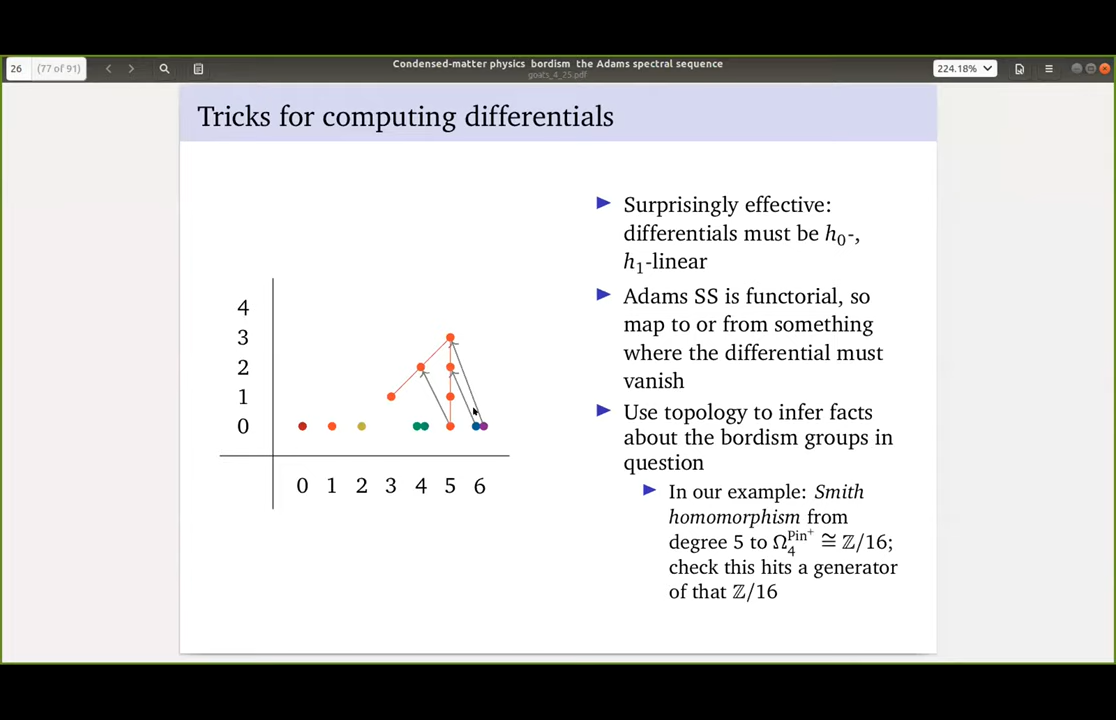 26 (77 of 91)
Condensed-matter physics bordism the Adams spectral sequence
goats_4_25.pdf
224.18%
Tricks for computing differentials
4
3
2
1
0
0 1 2 3 4 5 6
Surprisingly effective:
differentials must be h₀-,
h₁-linear
Adams SS is functorial, so
map to or from something
where the differential must
vanish
Use topology to infer facts
about the bordism groups in
question
In our example: Smith
homomorphism from
degree 5 to Ω₄^Pin⁺ ≅ ℤ/16;
check this hits a generator
of that ℤ/16